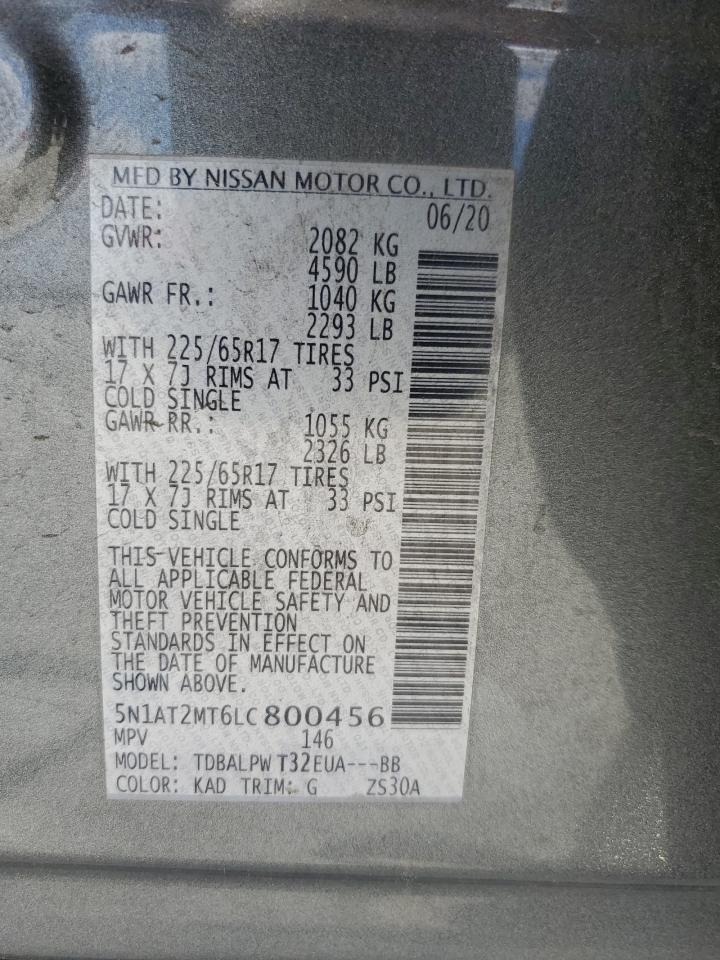 MFD BY NISSAN MOTOR CO., LTD.
DATE: 06/20
GVWR: 2082 KG
4590 LB
GAWR FR.: 1040 KG
2293 LB
WITH 225/65R17 TIRES
17 X 7J RIMS AT 33 PSI
COLD SINGLE
GAWR RR.: 1055 KG
2326 LB
WITH 225/65R17 TIRES
17 X 7J RIMS AT 33 PSI
COLD SINGLE
THIS VEHICLE CONFORMS TO
ALL APPLICABLE FEDERAL
MOTOR VEHICLE SAFETY AND
THEFT PREVENTION
STANDARDS IN EFFECT ON
THE DATE OF MANUFACTURE
SHOWN ABOVE.
5N1AT2MT6LC800456
MPV 146
MODEL: TDBALPWT32EUA---BB
COLOR: KAD TRIM: G ZS30A